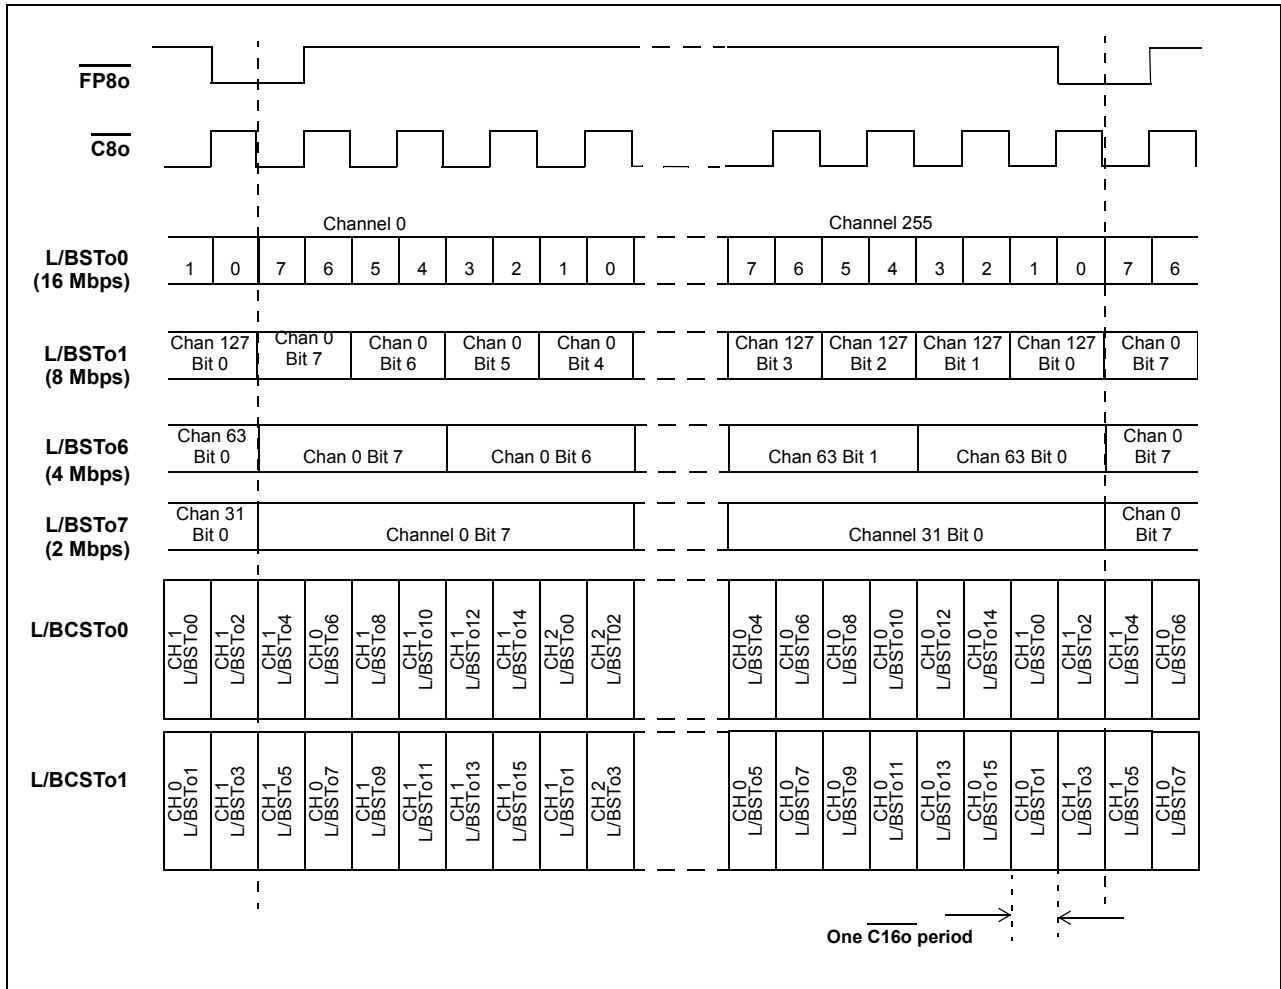 FP8o
C8o
Channel 0
Channel 255
L/BSTo0
(16 Mbps)
1 0 7 6 5 4 3 2 1 0 7 6 5 4 3 2 1 0 7 6
L/BSTo1
(8 Mbps)
Chan 127 Bit 0
Chan 0 Bit 7
Chan 0 Bit 6
Chan 0 Bit 5
Chan 0 Bit 4
Chan 127 Bit 3
Chan 127 Bit 2
Chan 127 Bit 1
Chan 127 Bit 0
Chan 0 Bit 7
L/BSTo6
(4 Mbps)
Chan 63 Bit 0
Chan 0 Bit 7
Chan 0 Bit 6
Chan 63 Bit 1
Chan 63 Bit 0
Chan 0 Bit 7
L/BSTo7
(2 Mbps)
Chan 31 Bit 0
Channel 0 Bit 7
Channel 31 Bit 0
Chan 0 Bit 7
L/BCSTo0
CH 1 L/BSTo0
CH 1 L/BSTo2
CH 1 L/BSTo4
CH 0 L/BSTo6
CH 1 L/BSTo8
CH 1 L/BSTo10
CH 1 L/BSTo12
CH 1 L/BSTo14
CH 2 L/BSTo0
CH 2 L/BSTo02
CH 0 L/BSTo4
CH 0 L/BSTo6
CH 0 L/BSTo8
CH 0 L/BSTo10
CH 0 L/BSTo12
CH 0 L/BSTo14
CH 1 L/BSTo0
CH 1 L/BSTo2
CH 1 L/BSTo4
CH 0 L/BSTo6
L/BCSTo1
CH 0 L/BSTo1
CH 1 L/BSTo3
CH 1 L/BSTo5
CH 0 L/BSTo7
CH 1 L/BSTo9
CH 1 L/BSTo11
CH 1 L/BSTo13
CH 1 L/BSTo15
CH 1 L/BSTo1
CH 2 L/BSTo3
CH 0 L/BSTo5
CH 0 L/BSTo7
CH 0 L/BSTo9
CH 0 L/BSTo11
CH 0 L/BSTo13
CH 0 L/BSTo15
CH 0 L/BSTo1
CH 1 L/BSTo3
CH 1 L/BSTo5
CH 0 L/BSTo7
One C16o period